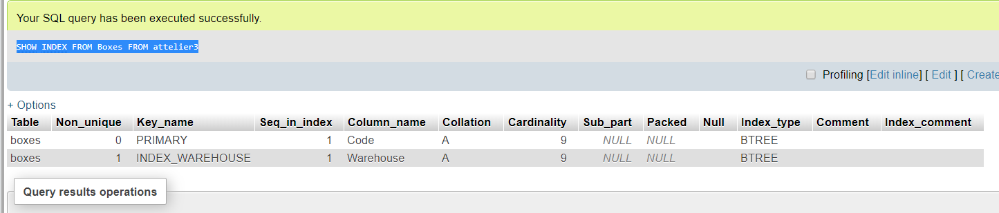 Your SQL query has been executed successfully.
SHOW INDEX FROM Boxes FROM attelier3
Profiling [Edit inline] [ Edit ] [ Create
+ Options
Table Non_unique Key_name Seq_in_index Column_name Collation Cardinality Sub_part Packed Null Index_type Comment Index_comment
boxes 0 PRIMARY 1 Code A 9 NULL NULL BTREE
boxes 1 INDEX_WAREHOUSE 1 Warehouse A 9 NULL NULL BTREE
Query results operations